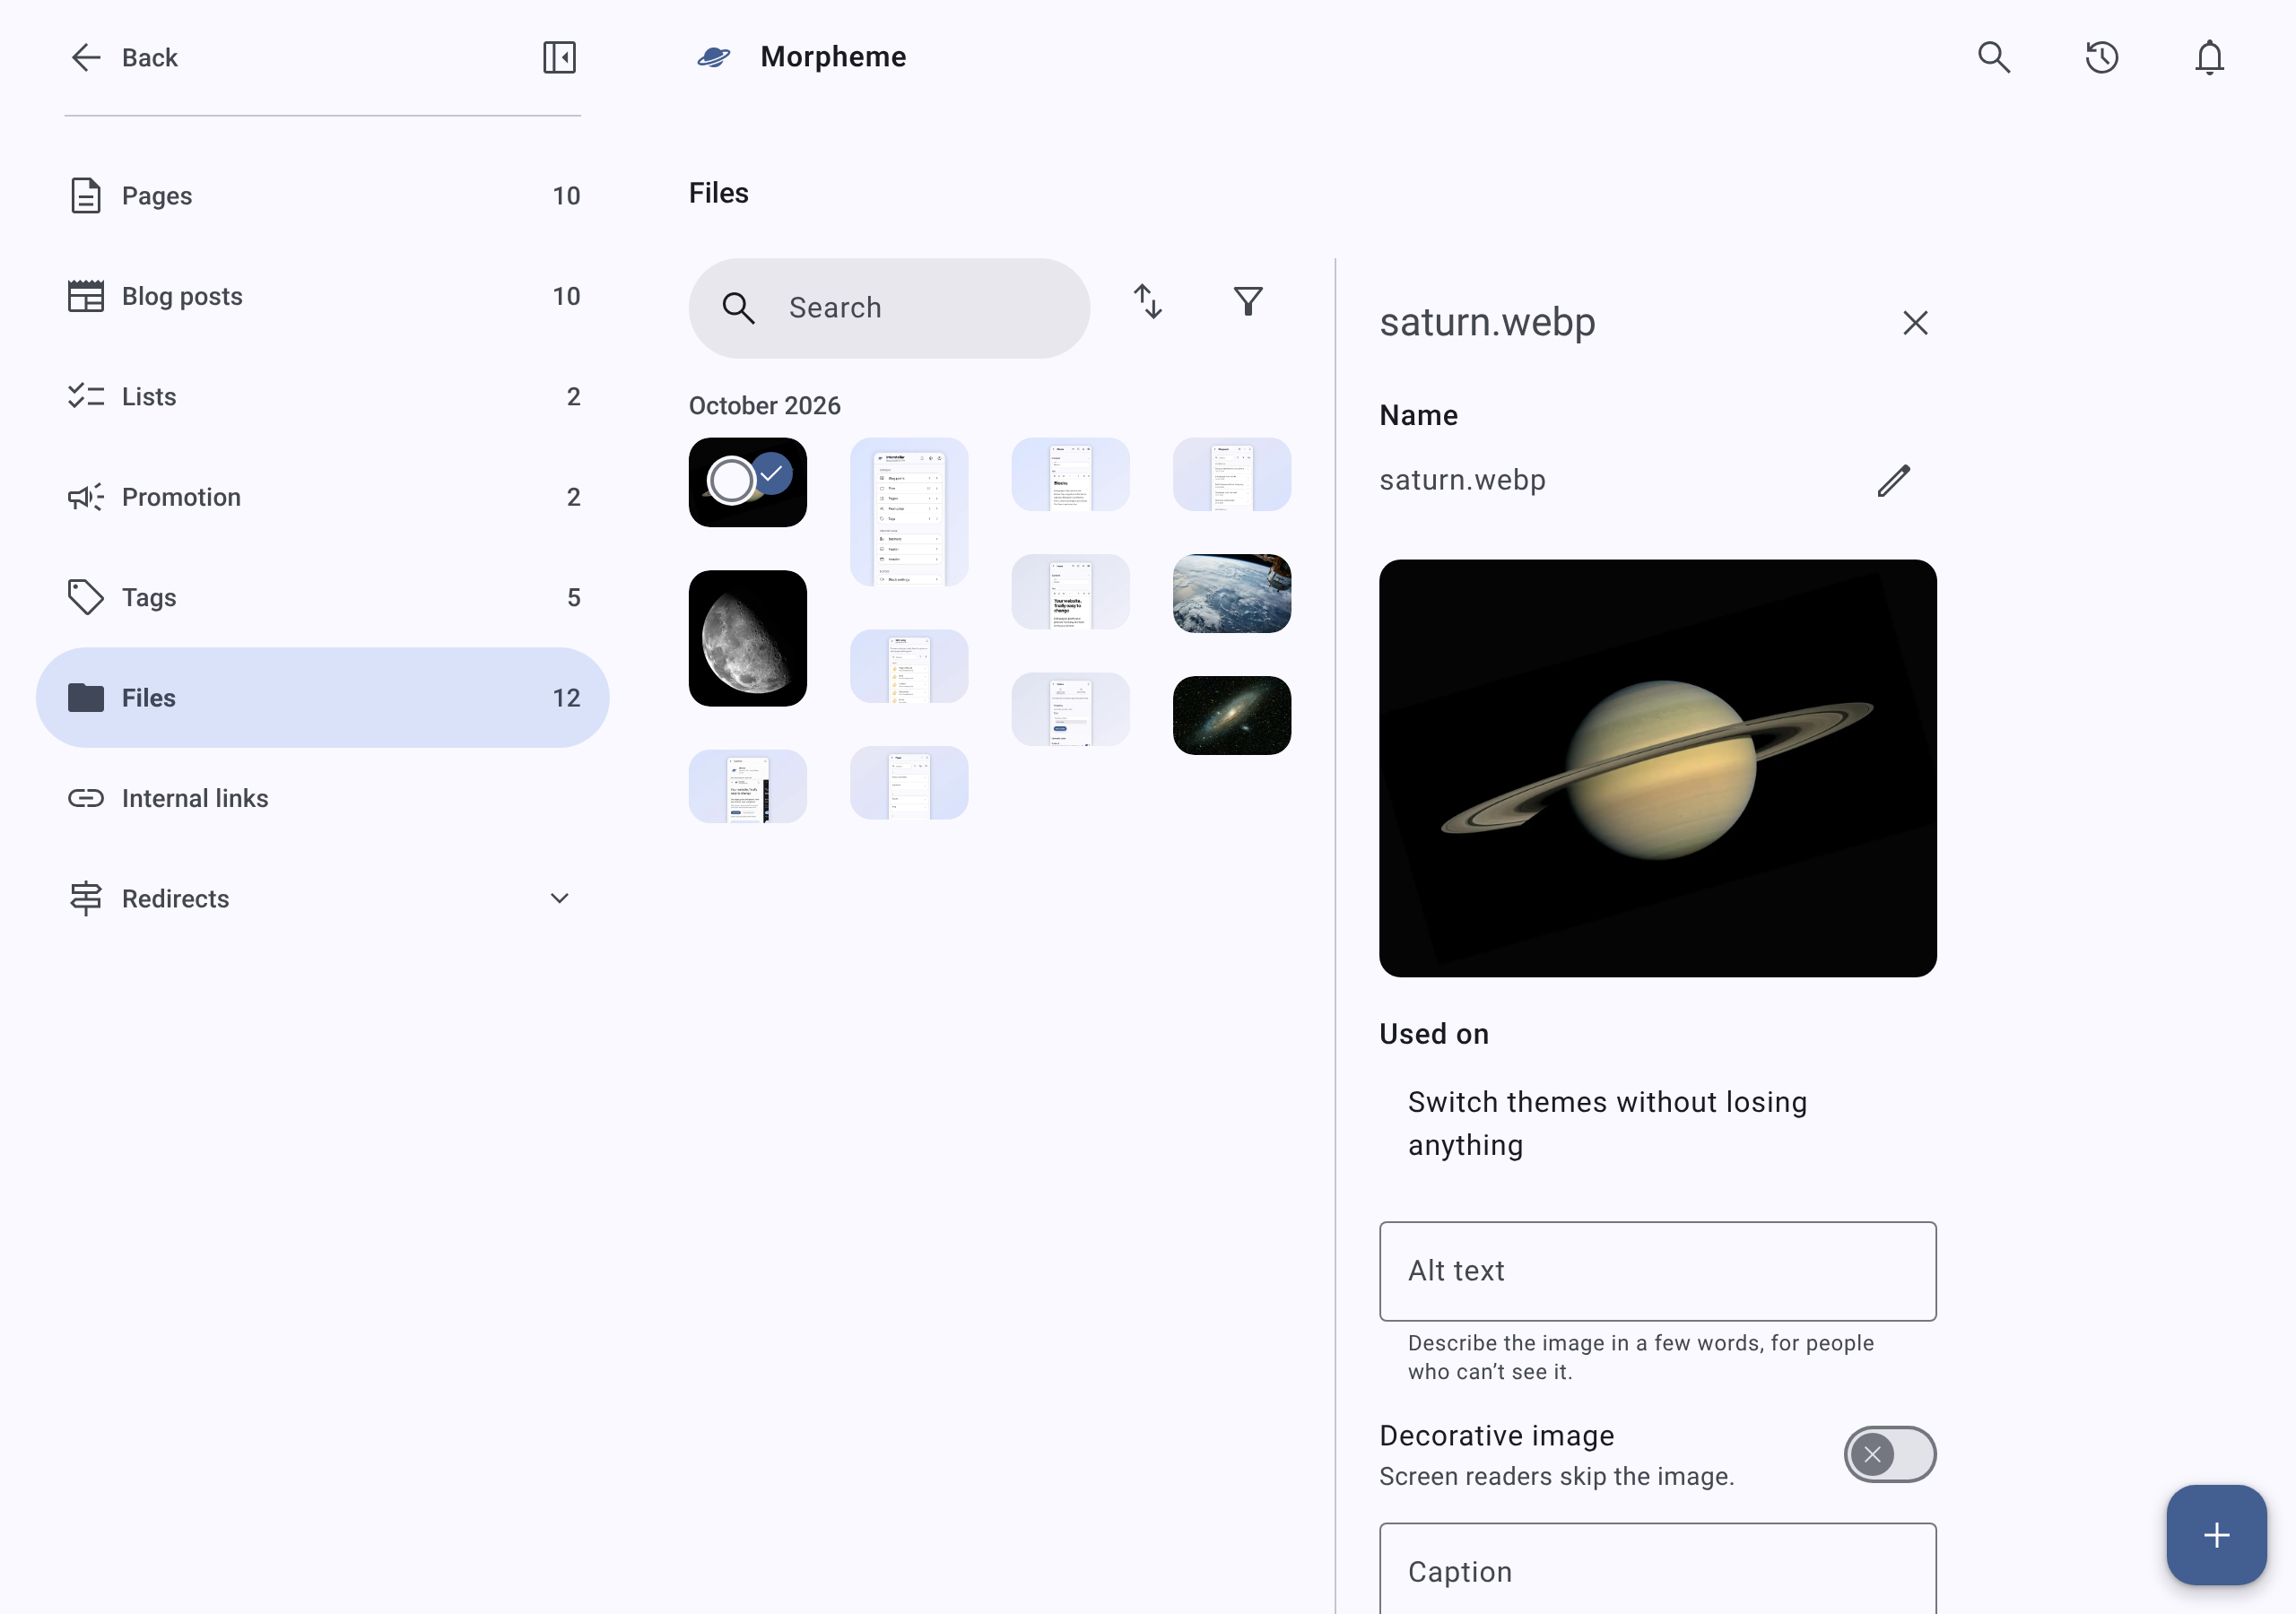 Back
Morpheme
Pages 10
Blog posts 10
Lists 2
Promotion 2
Tags 5
Files 12
Internal links
Redirects
Files
Search
October 2026
saturn.webp
Name
saturn.webp
Used on
Switch themes without losing
anything
Alt text
Describe the image in a few words, for people
who can’t see it.
Decorative image
Screen readers skip the image.
Caption